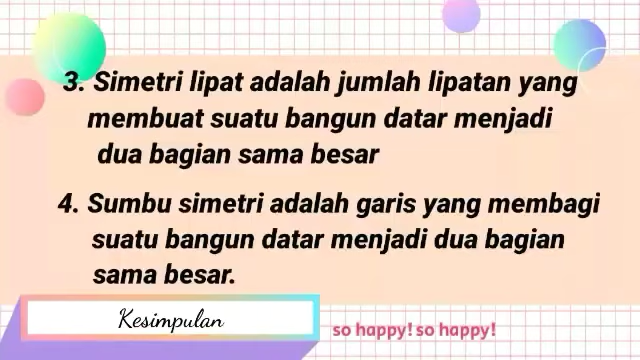 3. Simetri lipat adalah jumlah lipatan yang
membuat suatu bangun datar menjadi
dua bagian sama besar
4. Sumbu simetri adalah garis yang membagi
suatu bangun datar menjadi dua bagian
sama besar.
Kesimpulan
so happy! so happy!